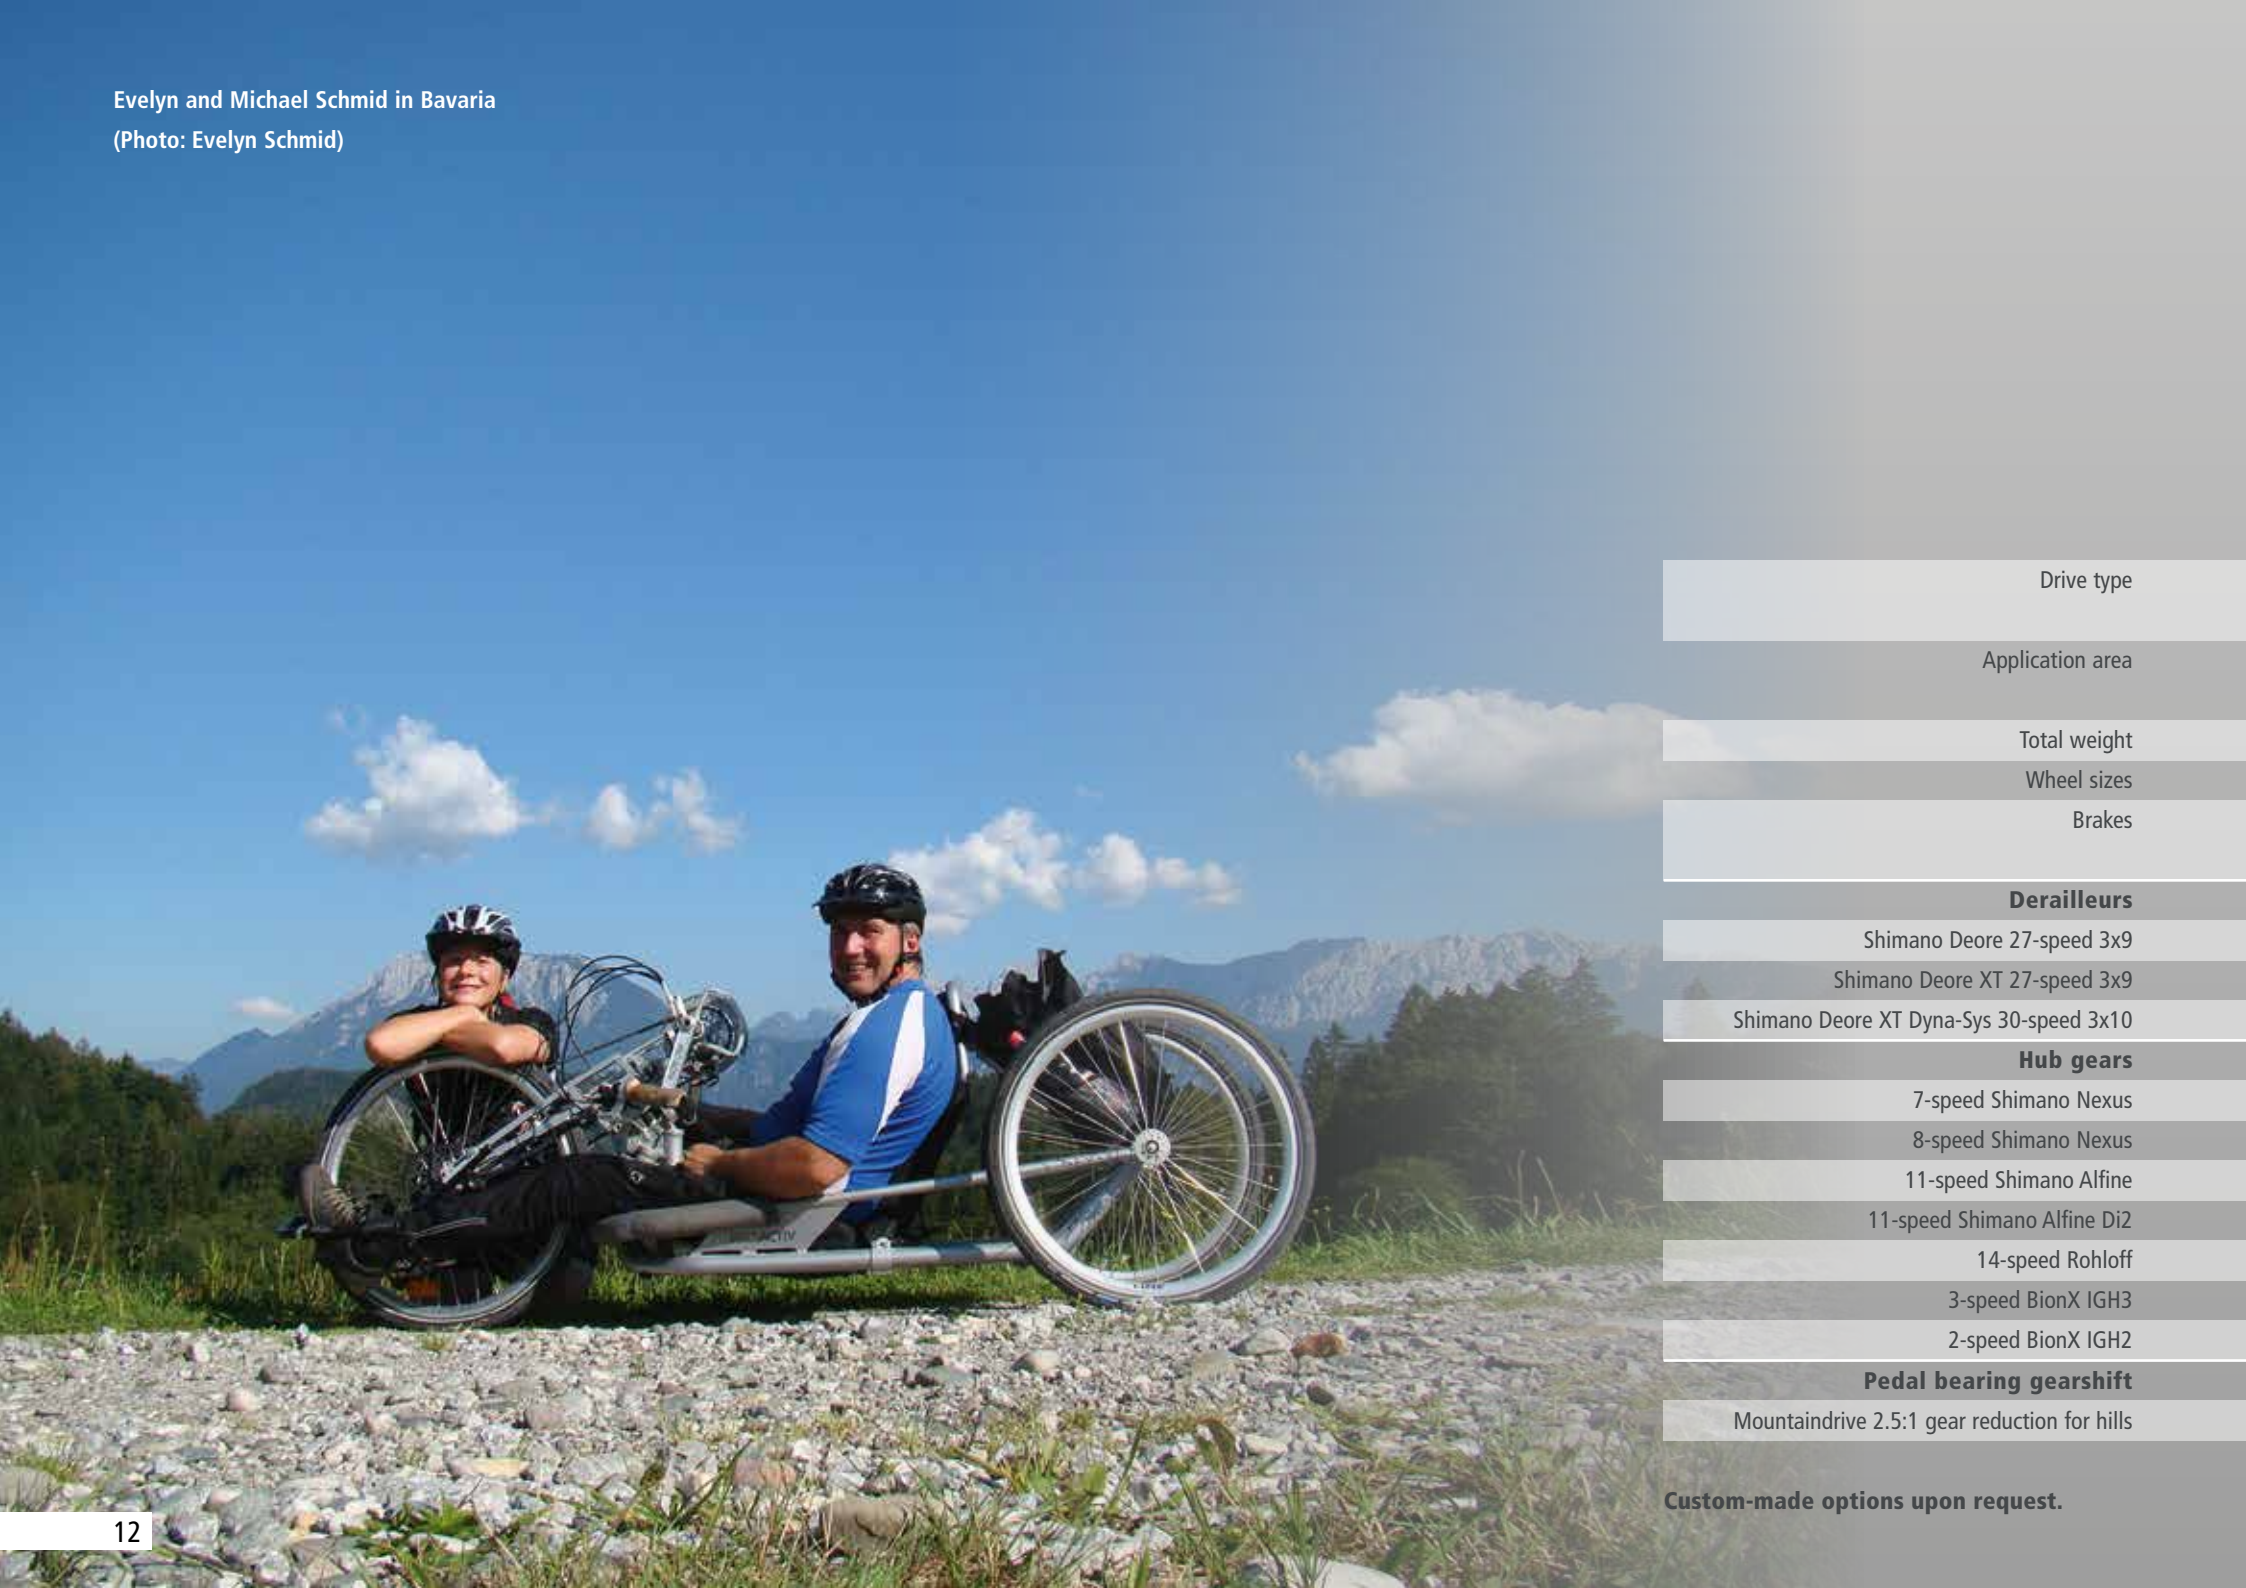 Evelyn and Michael Schmid in Bavaria
(Photo: Evelyn Schmid)
Drive type
Application area
Total weight
Wheel sizes
Brakes
Derailleurs
Shimano Deore 27-speed 3x9
Shimano Deore XT 27-speed 3x9
Shimano Deore XT Dyna-Sys 30-speed 3x10
Hub gears
7-speed Shimano Nexus
8-speed Shimano Nexus
11-speed Shimano Alfine
11-speed Shimano Alfine Di2
14-speed Rohloff
3-speed BionX IGH3
2-speed BionX IGH2
Pedal bearing gearshift
Mountaindrive 2.5:1 gear reduction for hills
Custom-made options upon request.
12